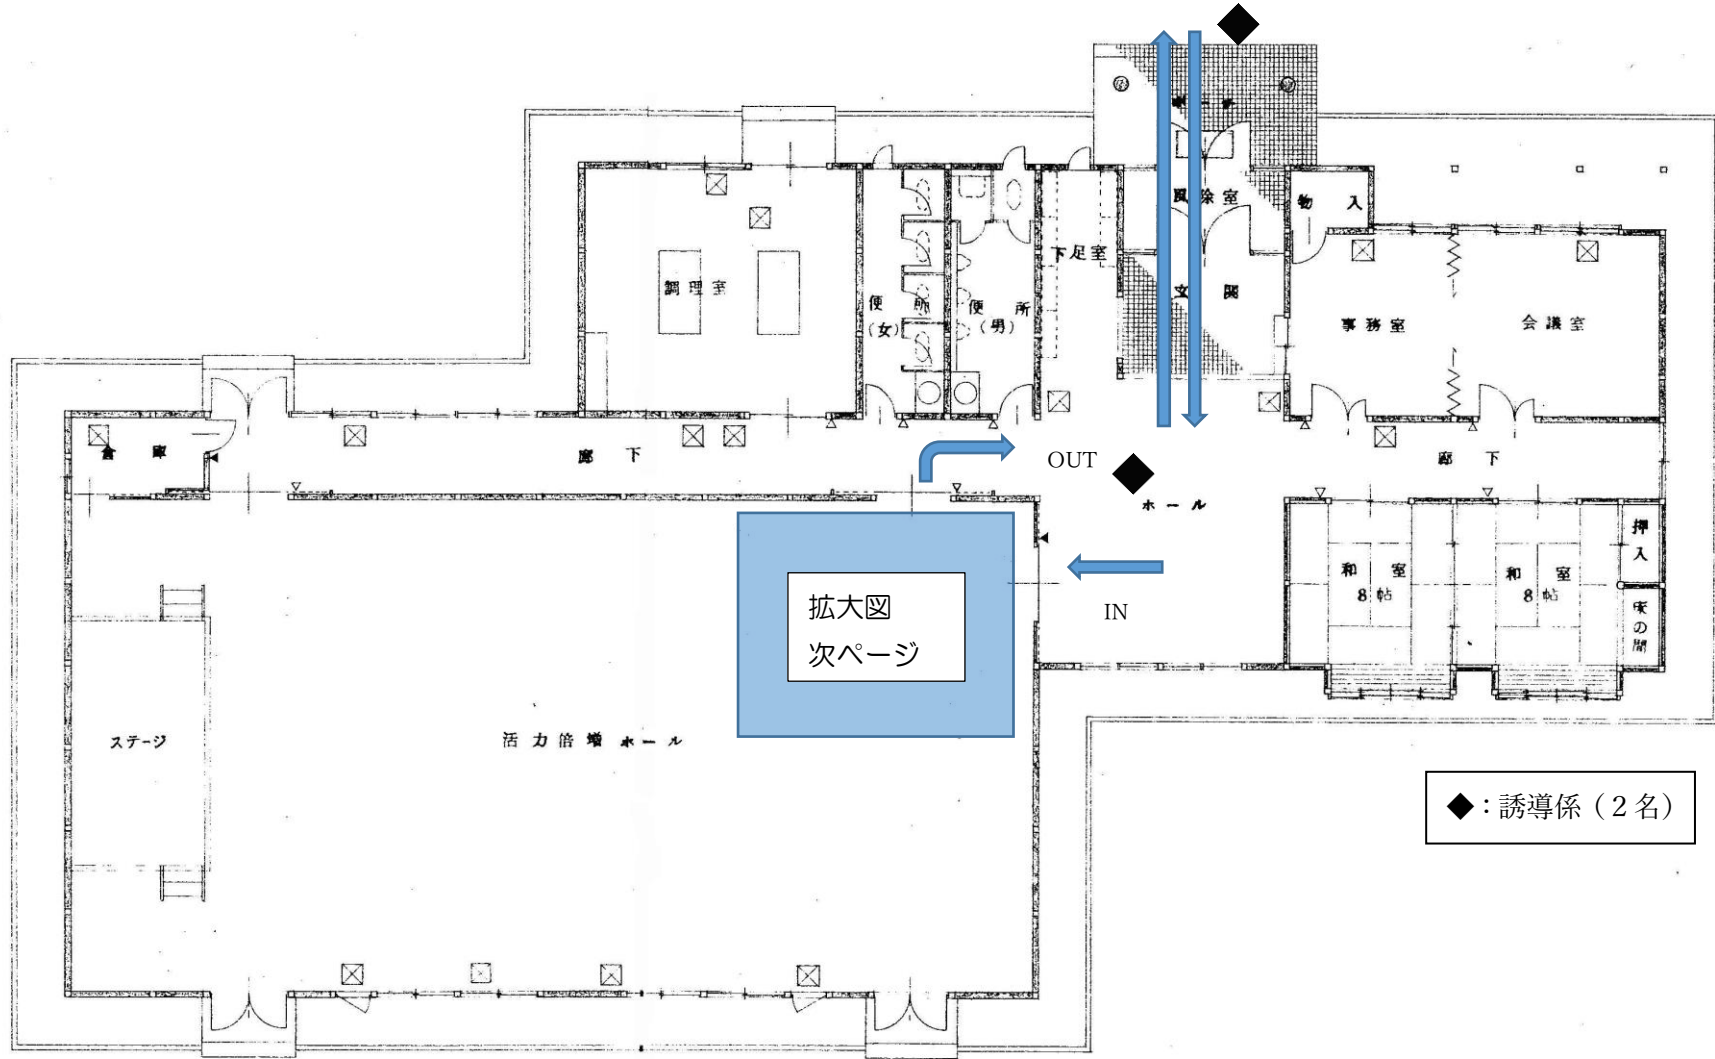 ポーチ
風除室
物 入
下足室
調理室
便 所
(女)
便 所
(男)
玄 関
事務室
会議室
倉 庫
廊 下
OUT
廊 下
ホール
押
入
和 室
8帖
和 室
8帖
拡大図
次ページ
IN
床の間
ステージ
活力倍増ホール
◆:誘導係(2名)